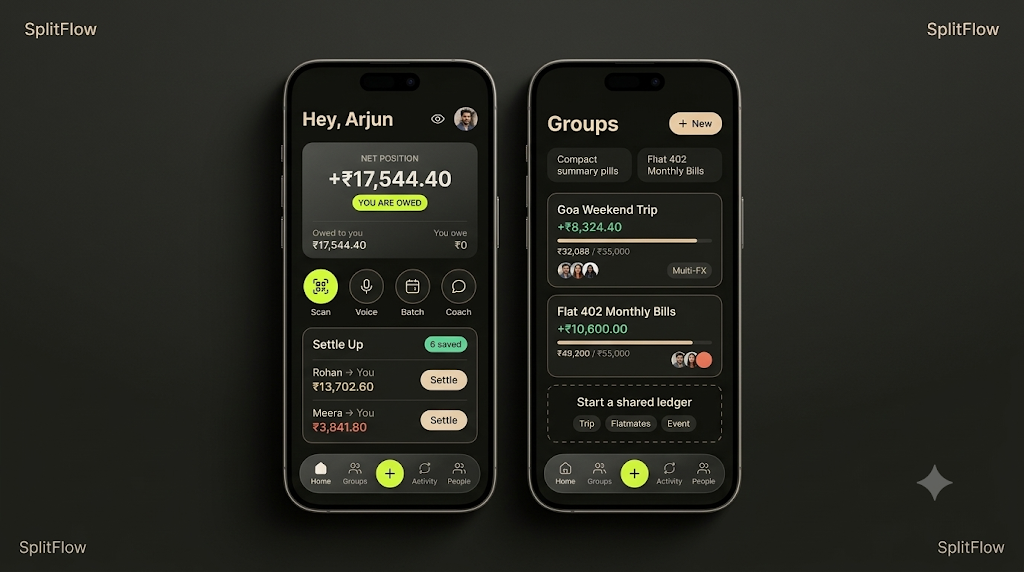 SplitFlow
SplitFlow
Hey, Arjun
NET POSITION
+₹17,544.40
YOU ARE OWED
Owed to you
You owe
₹17,544.40
₹0
Scan
Voice
Batch
Coach
Settle Up
6 saved
Rohan → You
₹13,702.60
Settle
Meera → You
₹3,841.80
Settle
Home
Groups
Activity
People
Groups
+ New
Compact
summary pills
Fhat 402
Monthly Bills
Goa Weekend Trip
+₹8,324.40
₹32,088 / ₹35,000
Multi-FX
Flat 402 Monthly Bills
+₹10,600.00
₹49,200 / ₹55,000
Start a shared ledger
Trip
Flatmates
Event
Home
Groups
Activity
People
SplitFlow
SplitFlow